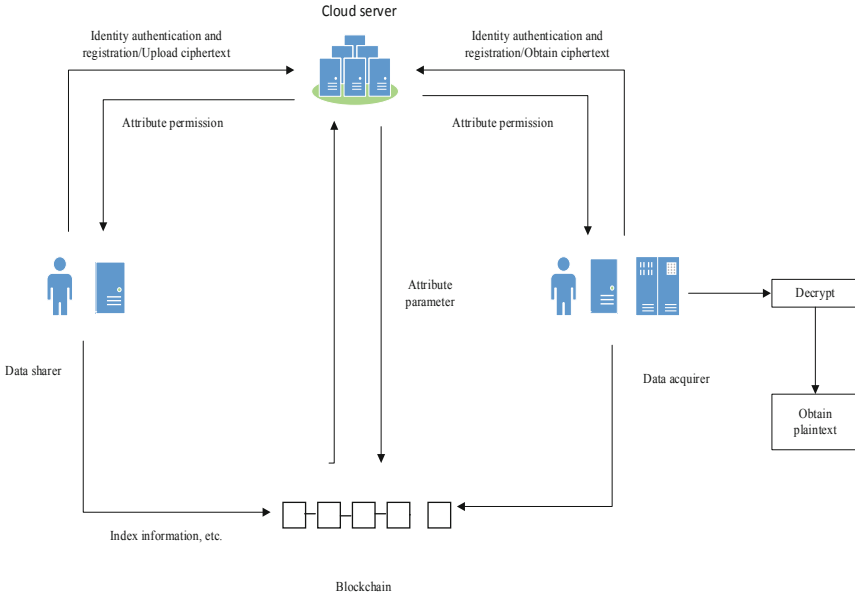 Cloud server
Identity authentication and
registration/Upload ciphertext
Identity authentication and
registration/Obtain ciphertext
Attribute permission
Attribute permission
Attribute
parameter
Decrypt
Data sharer
Data acquirer
Obtain
plaintext
Index information, etc.
Blockchain